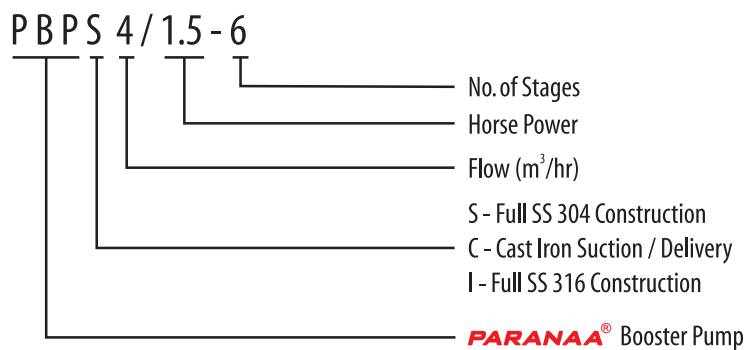 PBPS 4/1.5-6
No. of Stages
Horse Power
Flow (m³/hr)
S - Full SS 304 Construction
C - Cast Iron Suction / Delivery
I - Full SS 316 Construction
PARANAA® Booster Pump